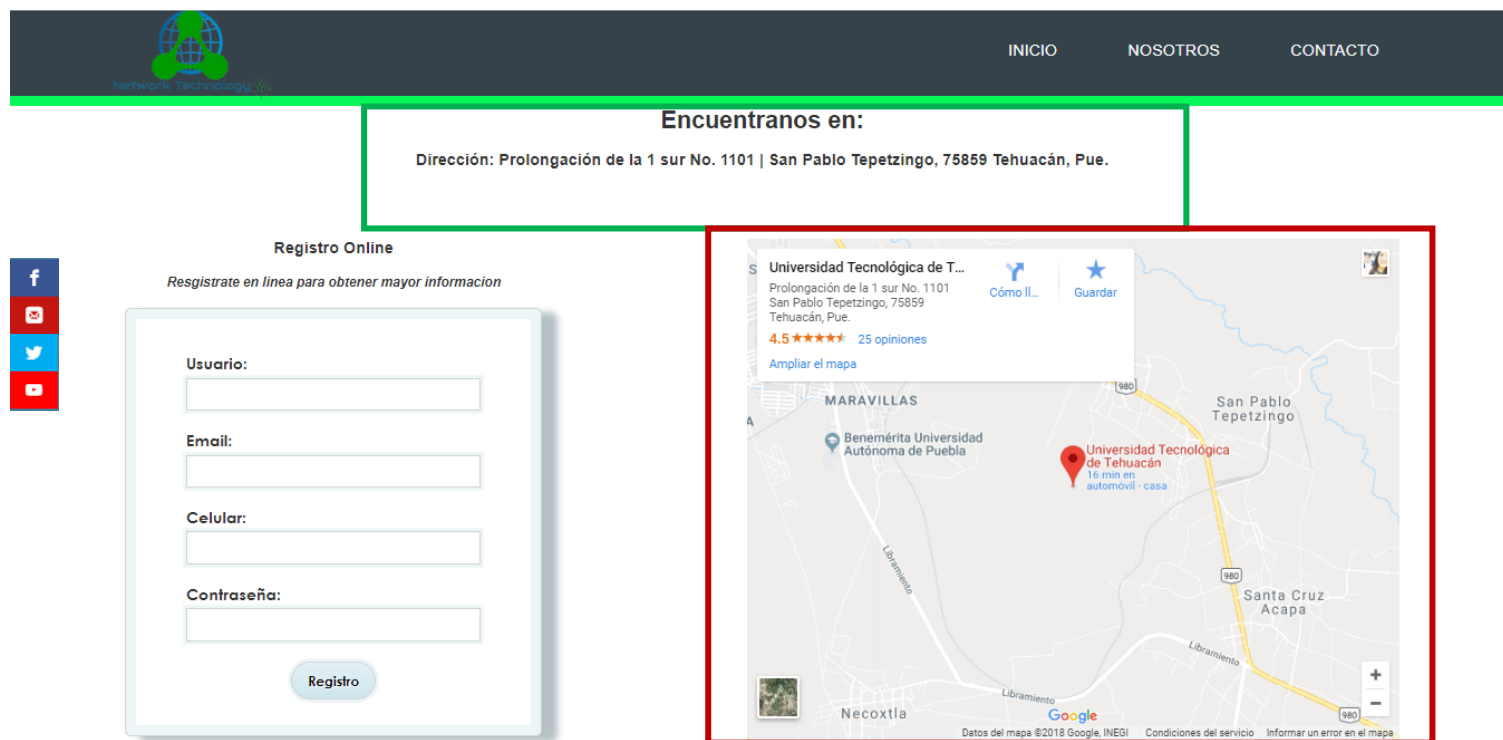 Network Technology
INICIO NOSOTROS CONTACTO
Encuentranos en:
Dirección: Prolongación de la 1 sur No. 1101 | San Pablo Tepetzingo, 75859 Tehuacán, Pue.
Registro Online
Resgistrate en linea para obtener mayor informacion
Usuario:
Email:
Celular:
Contraseña:
Registro
Universidad Tecnológica de T...
Prolongación de la 1 sur No. 1101
San Pablo Tepetzingo, 75859
Tehuacán, Pue.
4.5 25 opiniones
Ampliar el mapa
Cómo ll...
Guardar
S
A
MARAVILLAS
Benemérita Universidad
Autónoma de Puebla
980
San Pablo
Tepetzingo
Universidad Tecnológica
de Tehuacán
16 min en
automóvil - casa
Libramiento
980
Santa Cruz
Acapa
Libramiento
Libramiento
Necoxtla
980
Google
Datos del mapa ©2018 Google, INEGI Condiciones del servicio Informar un error en el mapa